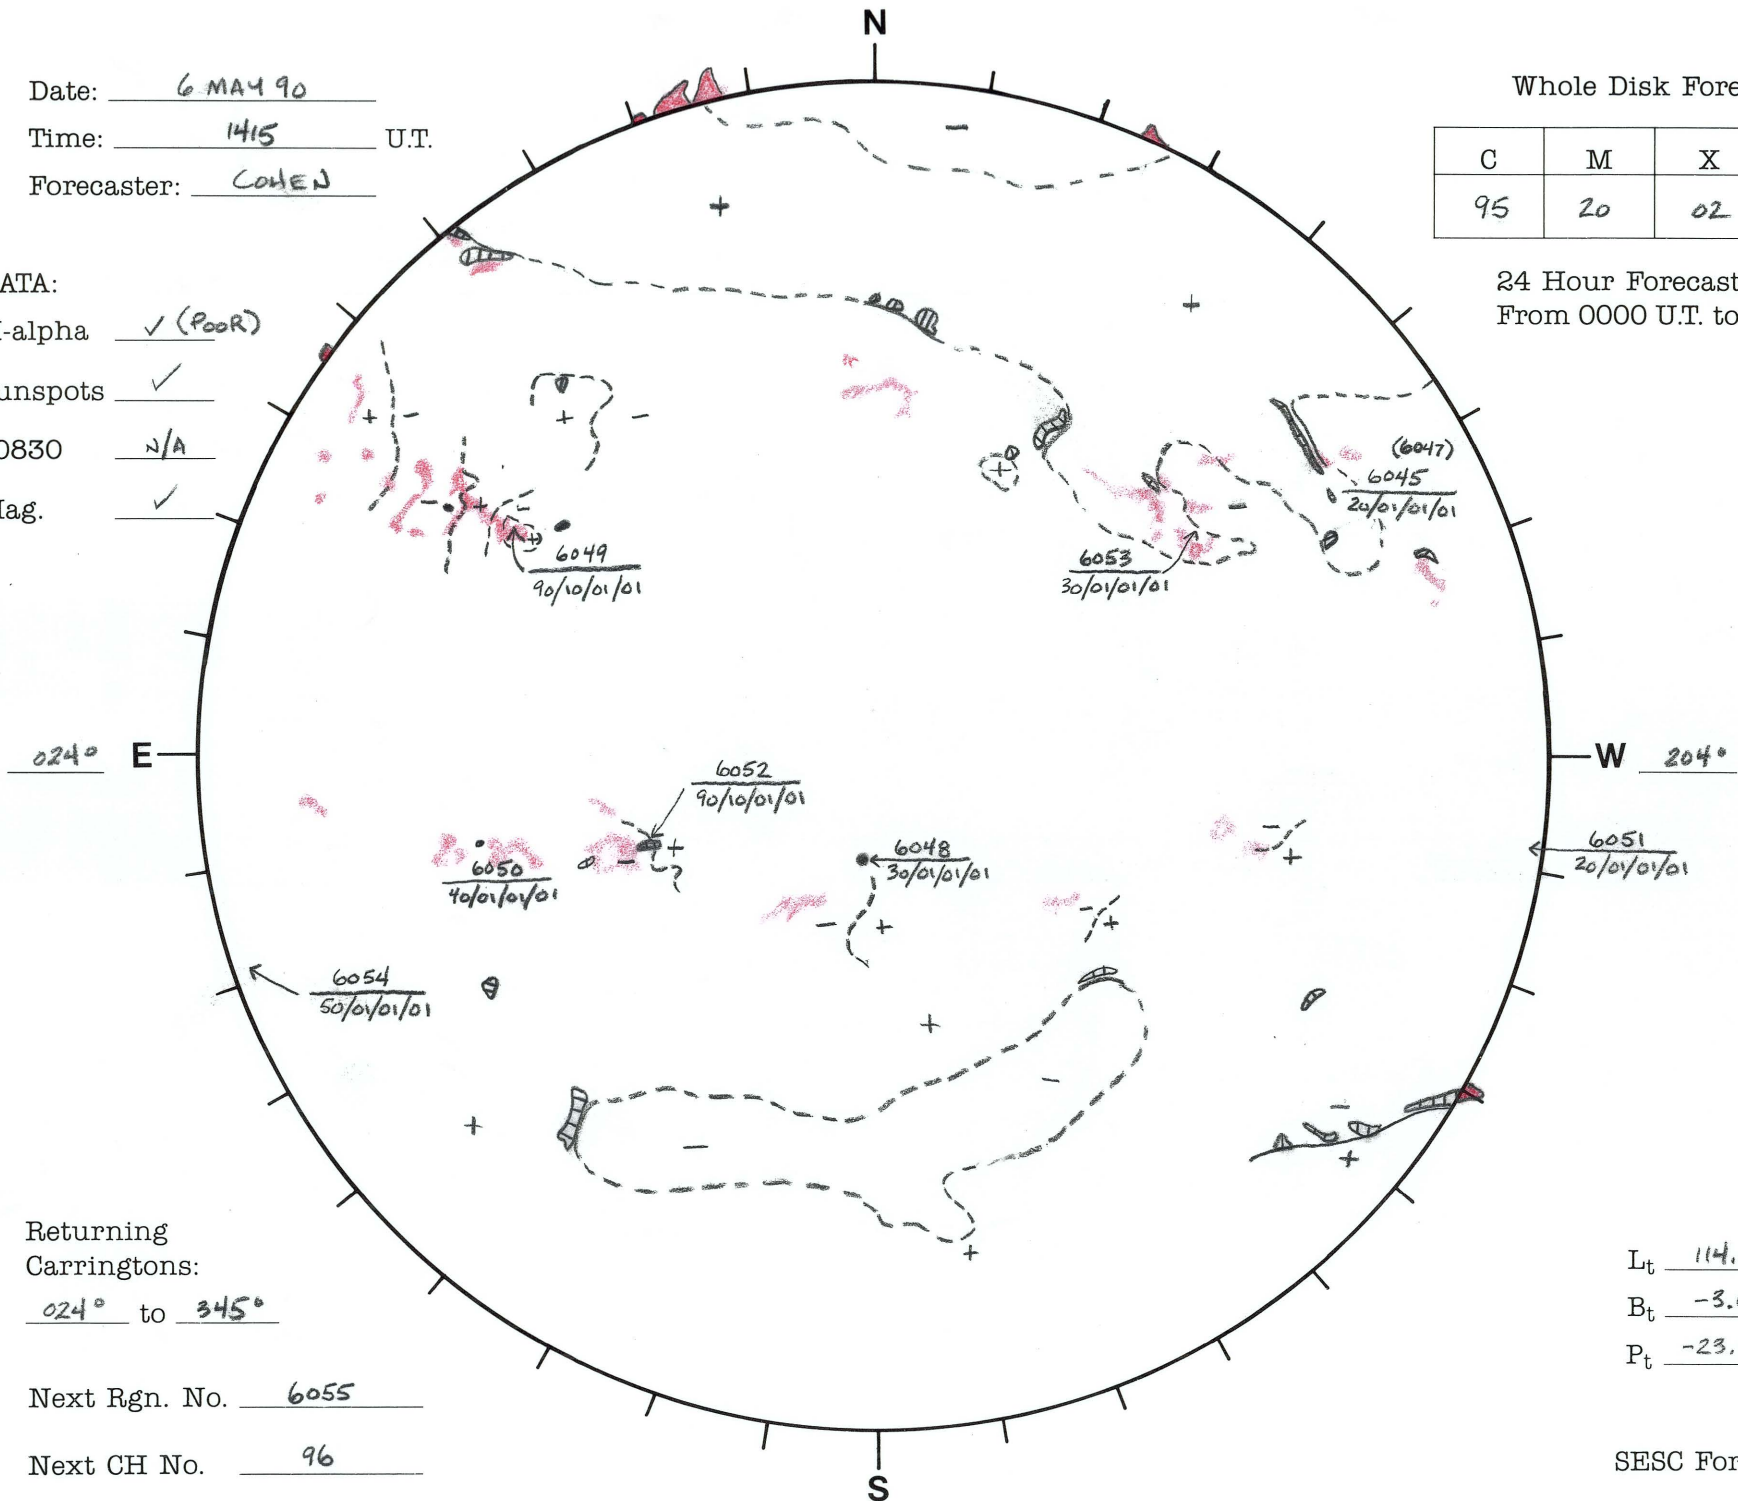 N
Date: 6 MAY 90
Time: 1415 U.T.
Forecaster: COHEN
Whole Disk Fore
C M X
95 20 02
24 Hour Forecast
From 0000 U.T. to
ATA:
-alpha ✓ (POOR)
unspots ✓
0830 N/A
ag. ✓
+
-
+
+ -
+ -
+
(6047)
6045
20/01/01/01
- + -
+
-
6049
90/10/01/01
6053
30/01/01/01
024° E
W 204°
6052
90/10/01/01
6050
40/01/01/01
- +
?
6048
30/01/01/01
-
+
6051
20/01/01/01
- +
- +
6054
50/01/01/01
+
-
+
-
-
+
+
Returning
Carringtons:
024° to 345°
Next Rgn. No. 6055
Next CH No. 96
Lt 114.
Bt -3.
Pt -23.
SESC For
S